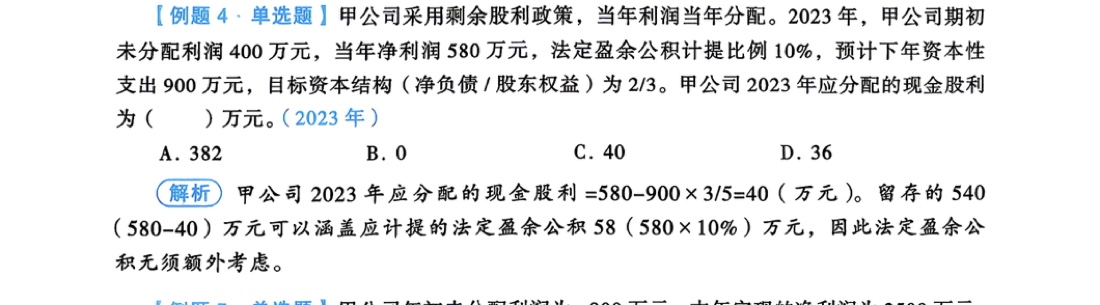 【例题 4 · 单选题】甲公司采用剩余股利政策，当年利润当年分配。2023 年，甲公司期初
未分配利润 400 万元，当年净利润 580 万元，法定盈余公积计提比例 10%，预计下年资本性
支出 900 万元，目标资本结构（净负债 / 股东权益）为 2/3。甲公司 2023 年应分配的现金股利
为（　　）万元。（2023 年）
A. 382　　B. 0　　C. 40　　D. 36
解析 甲公司 2023 年应分配的现金股利 =580-900×3/5=40（万元）。留存的 540
（580-40）万元可以涵盖应计提的法定盈余公积 58（580×10%）万元，因此法定盈余公
积无须额外考虑。